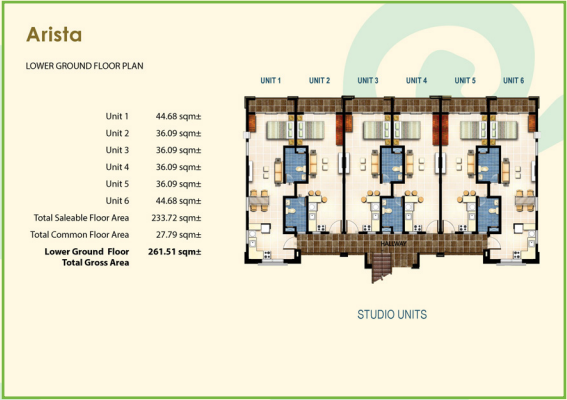 Arista
LOWER GROUND FLOOR PLAN
UNIT 1 UNIT 2 UNIT 3 UNIT 4 UNIT 5 UNIT 6
Unit 1 44.68 sqm±
Unit 2 36.09 sqm±
Unit 3 36.09 sqm±
Unit 4 36.09 sqm±
Unit 5 36.09 sqm±
Unit 6 44.68 sqm±
Total Saleable Floor Area 233.72 sqm±
Total Common Floor Area 27.79 sqm±
Lower Ground Floor 261.51 sqm±
Total Gross Area
HALLWAY
STUDIO UNITS